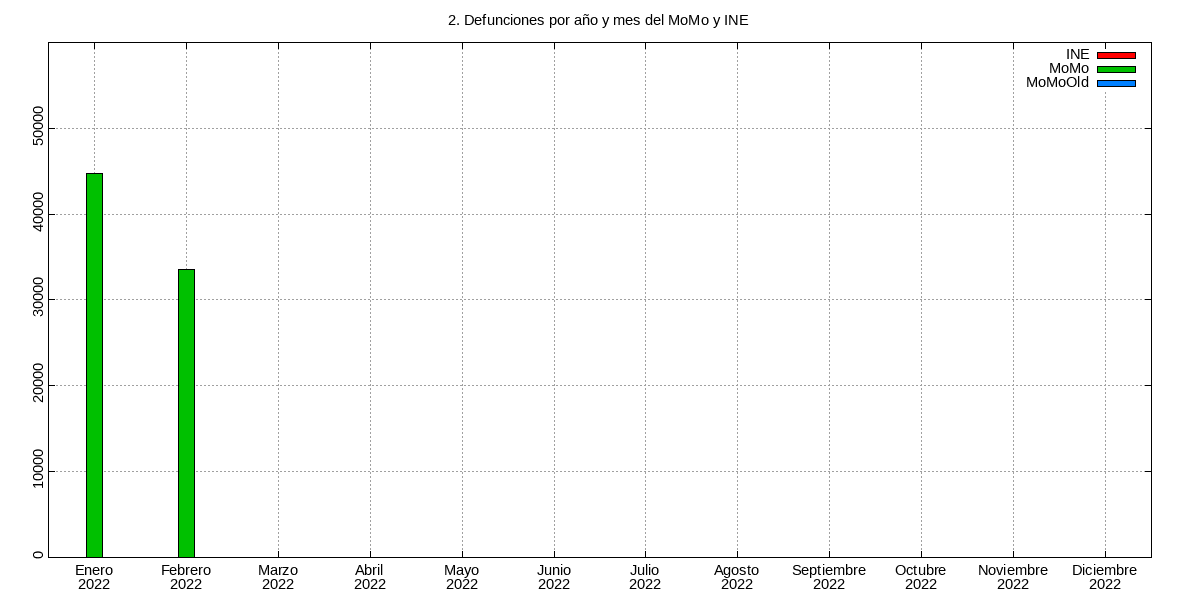 2. Defunciones por año y mes del MoMo y INE
INE
MoMo
MoMoOld
50000
40000
30000
20000
10000
0
Enero Febrero Marzo Abril Mayo Junio Julio Agosto Septiembre Octubre Noviembre Diciembre
2022 2022 2022 2022 2022 2022 2022 2022 2022 2022 2022 2022